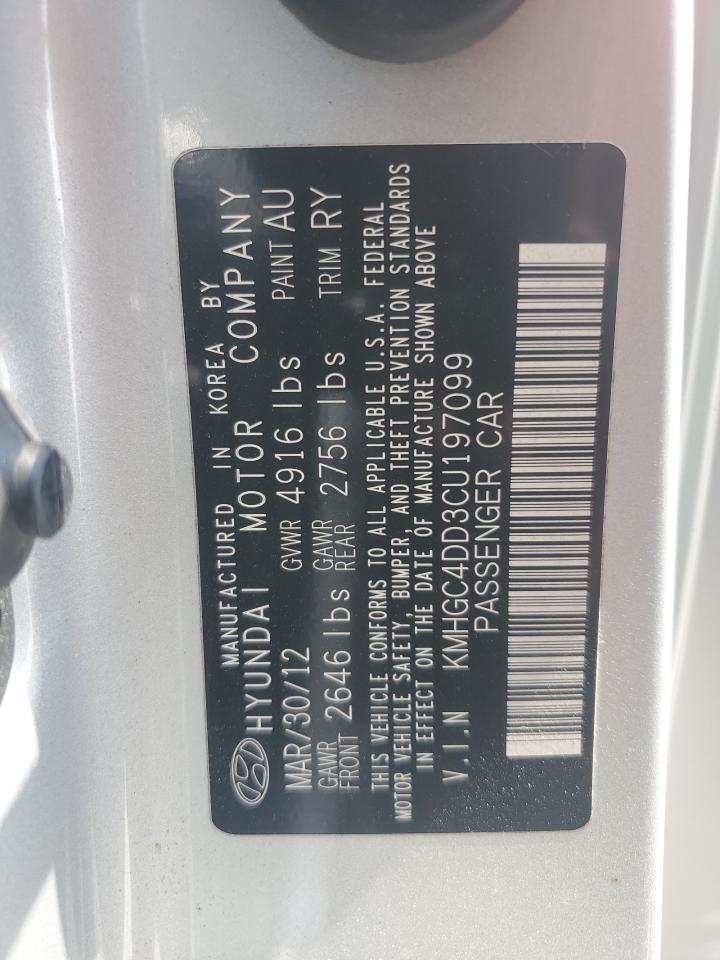 MANUFACTURED IN KOREA BY
HYUNDAI MOTOR COMPANY
MAR/30/12 GVWR 4916 lbs PAINT AU
GAWR FRONT 2646 lbs GAWR REAR 2756 lbs TRIM RY
THIS VEHICLE CONFORMS TO ALL APPLICABLE U.S.A. FEDERAL
MOTOR VEHICLE SAFETY, BUMPER, AND THEFT PREVENTION STANDARDS
IN EFFECT ON THE DATE OF MANUFACTURE SHOWN ABOVE
V.I.N KMHGC4DD3CU197099
PASSENGER CAR